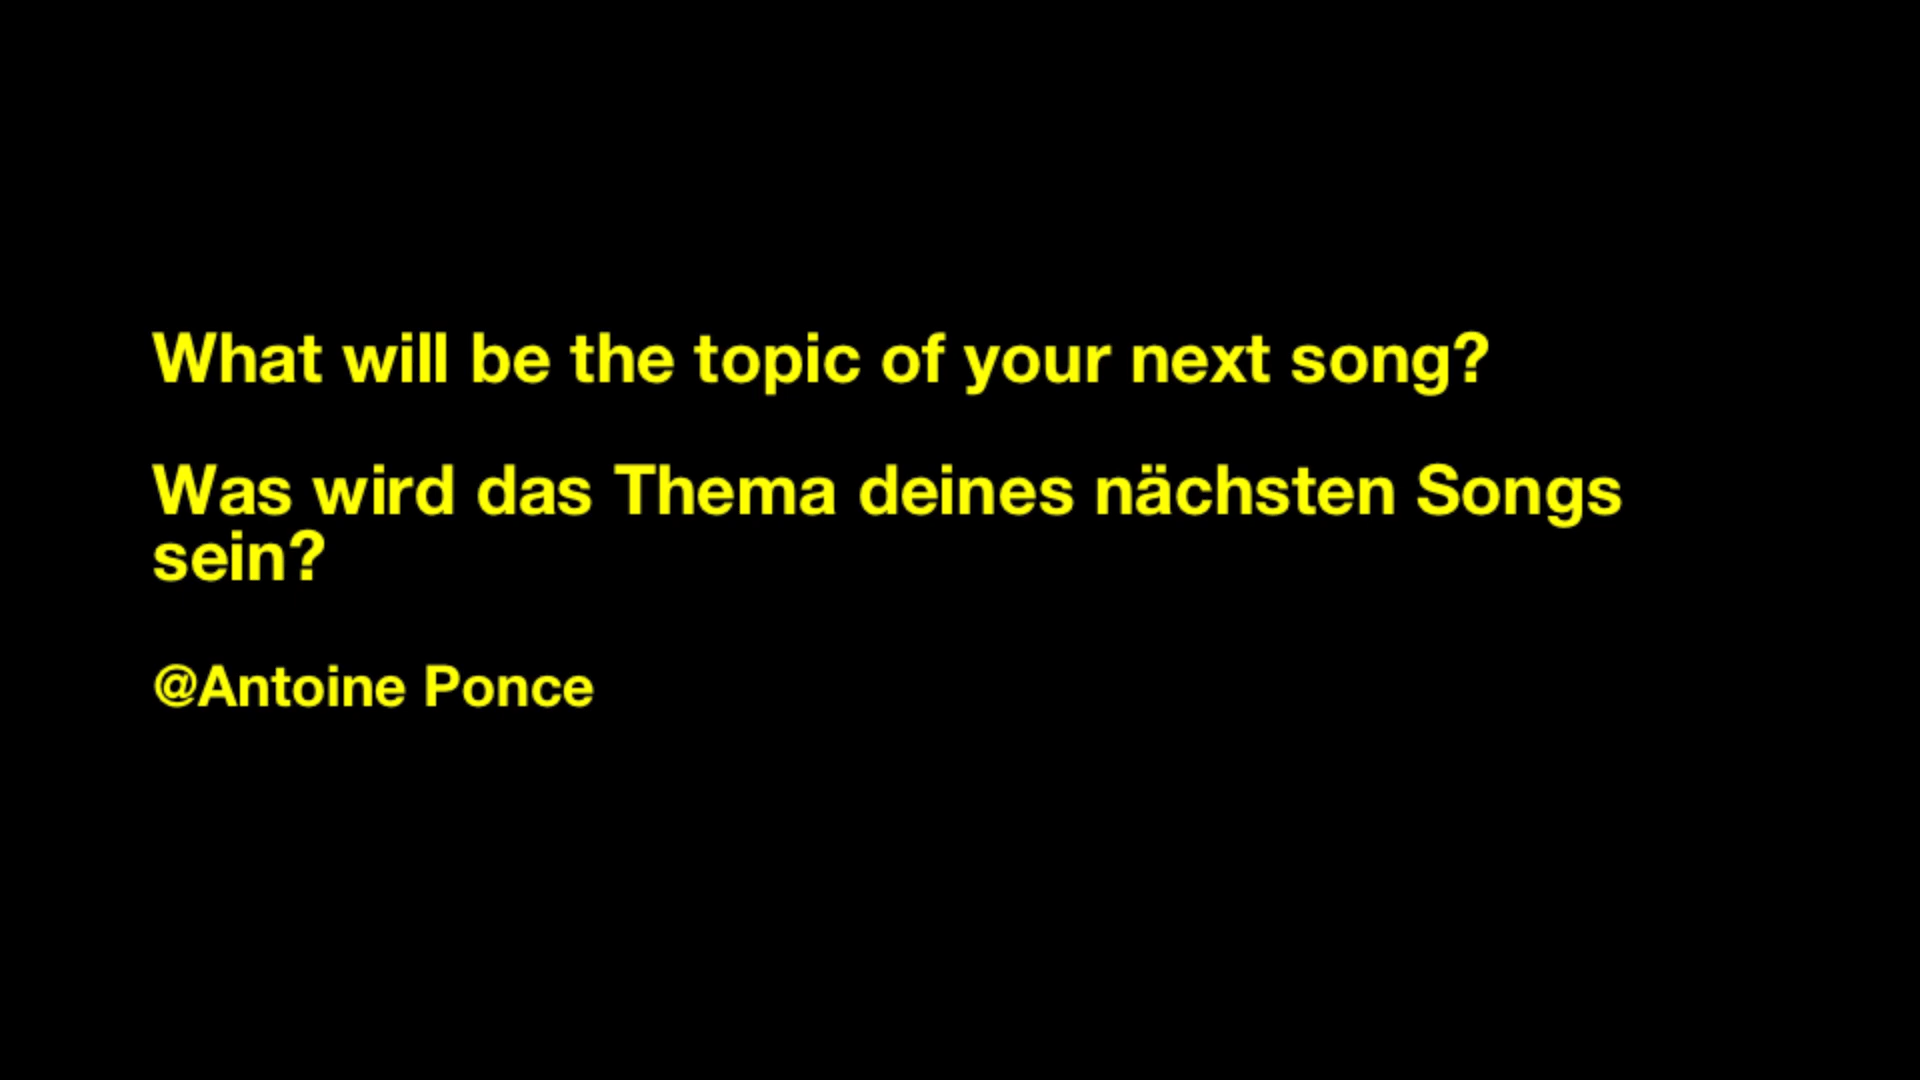 What will be the topic of your next song?
Was wird das Thema deines nächsten Songs
sein?
@Antoine Ponce